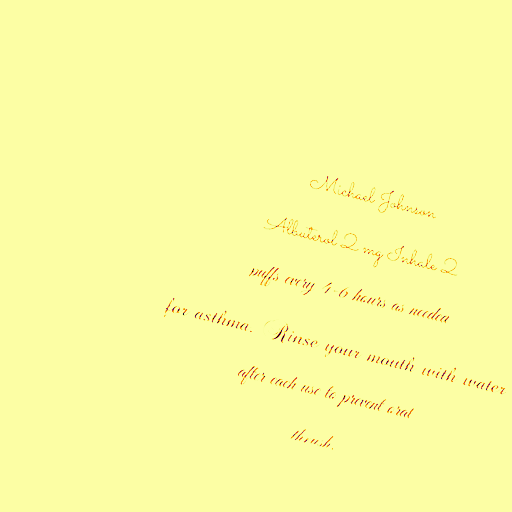 Michael Johnson
Albuterol 2 mg Inhale 2
puffs every 4-6 hours as needed
for asthma. Rinse your mouth with water
after each use to prevent oral
thrush.